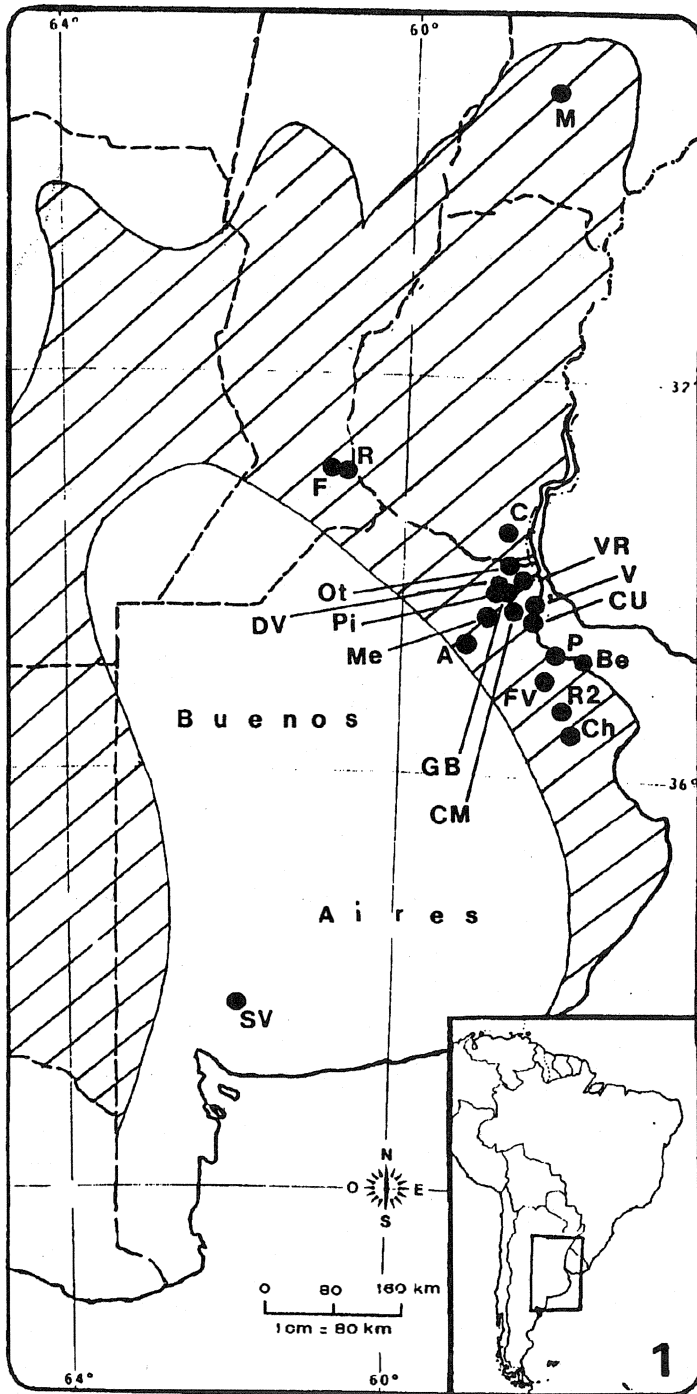 64° 60°
M
32°
R
F
C
VR
Ot
V
DV
CU
Pi
Me
P
A
Be
FV
R2
Buenos
Ch
GB
36°
CM
Aires
SV
N
O E
S
0 80 160 km
1cm = 80 km
1
64° 60°